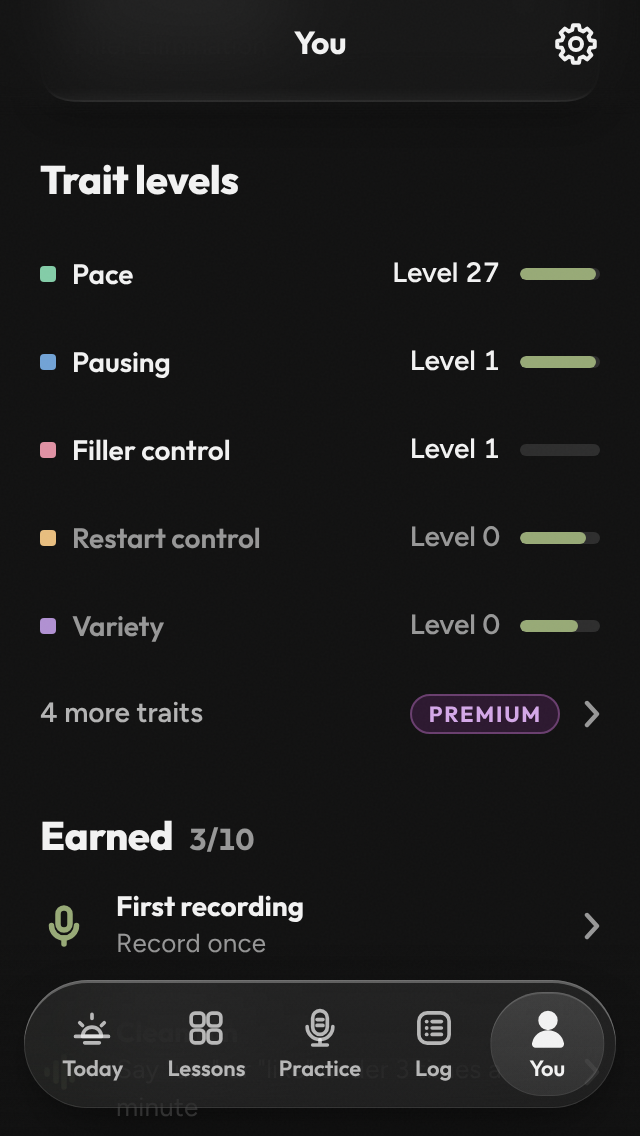 You
Trait levels
Pace
Level 27
Pausing
Level 1
Filler control
Level 1
Restart control
Level 0
Variety
Level 0
4 more traits
PREMIUM
Earned 3/10
First recording
Record once
Today
Lessons
Practice
Log
You
minute